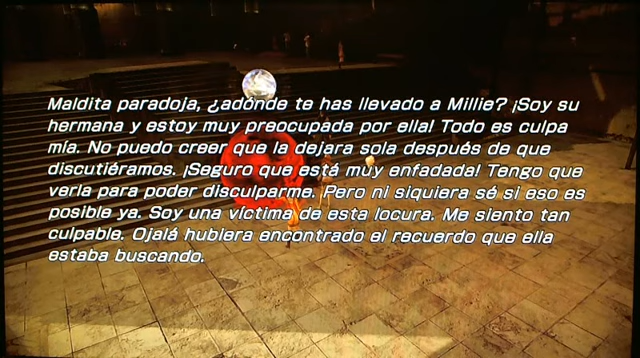 Maldita paradoja, ¿adónde te has llevado a Millie? ¡Soy su
hermana y estoy muy preocupada por ella! Todo es culpa
mía. No puedo creer que la dejara sola después de que
discutiéramos. ¡Seguro que está muy enfadada! Tengo que
verla para poder disculparme. Pero ni siquiera sé si eso es
posible ya. Soy una víctima de esta locura. Me siento tan
culpable. Ojalá hubiera encontrado el recuerdo que ella
estaba buscando.